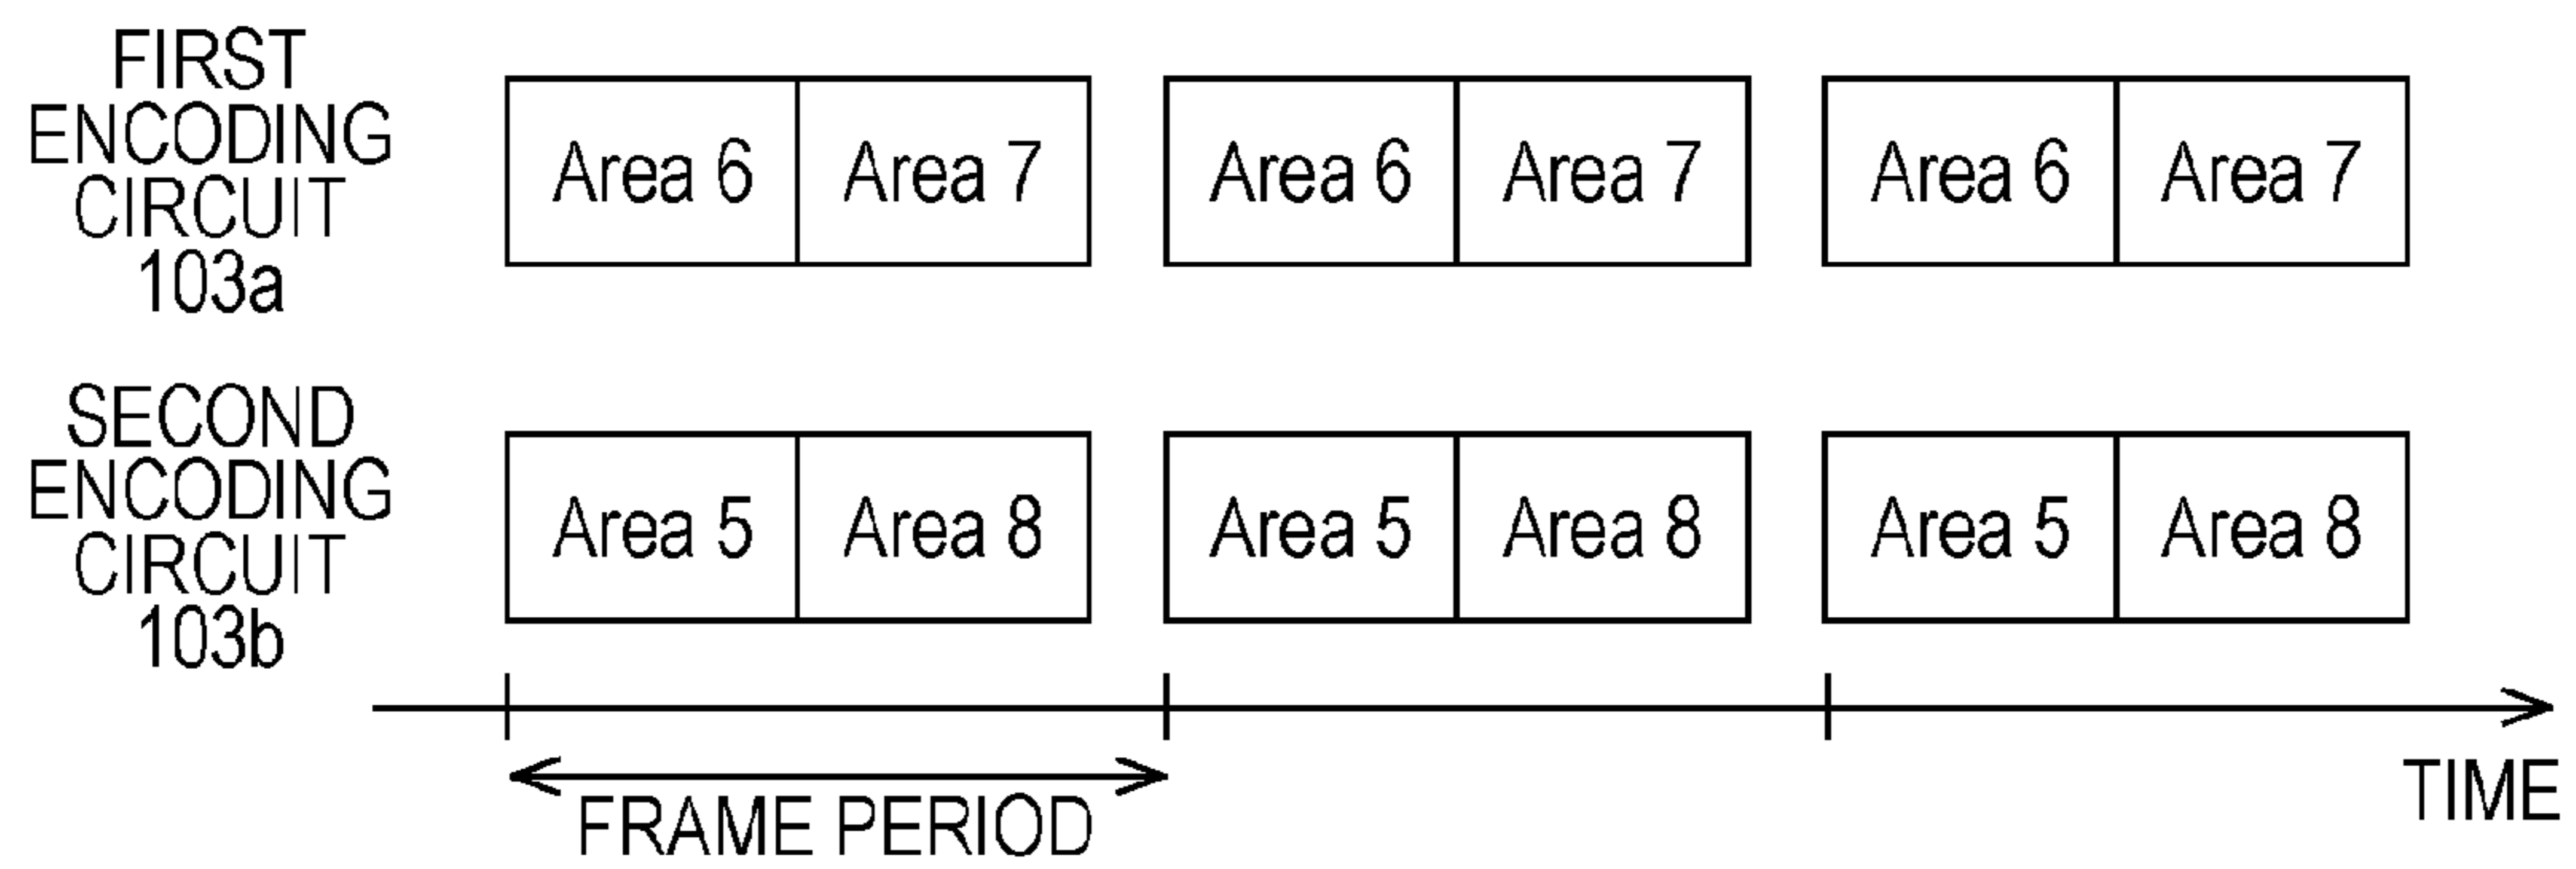 FIRST
ENCODING
CIRCUIT
103a
Area 6 Area 7 Area 6 Area 7 Area 6 Area 7
SECOND
ENCODING
CIRCUIT
103b
Area 5 Area 8 Area 5 Area 8 Area 5 Area 8
FRAME PERIOD
TIME